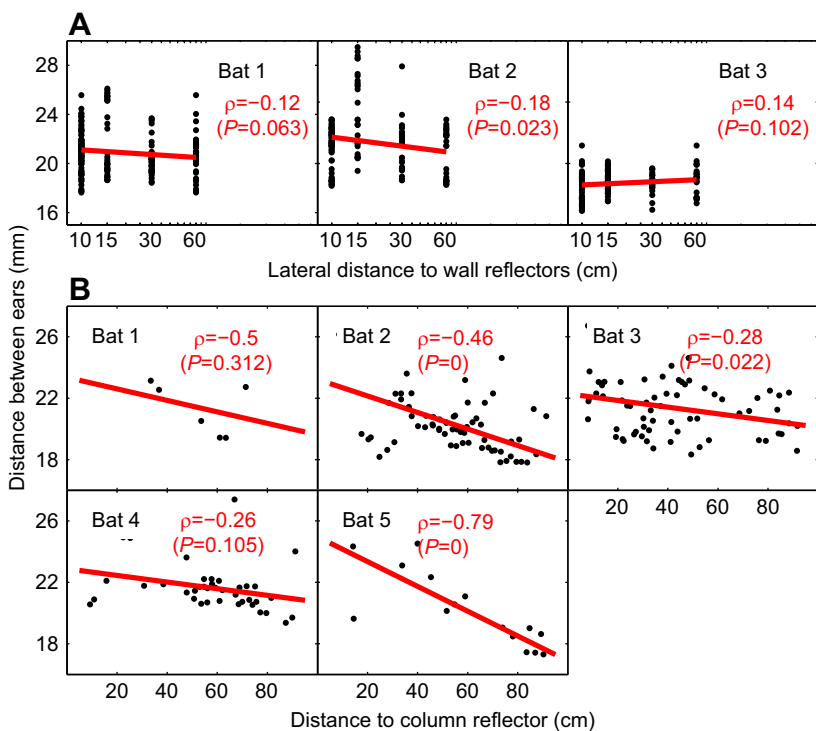 A
Bat 1
ρ=−0.12
(P=0.063)
Bat 2
ρ=−0.18
(P=0.023)
Bat 3
ρ=0.14
(P=0.102)
28
24
20
16
10 15 30 60
10 15 30 60
10 15 30 60
Lateral distance to wall reflectors (cm)
Distance between ears (mm)
B
Bat 1
ρ=−0.5
(P=0.312)
Bat 2
ρ=−0.46
(P=0)
Bat 3
ρ=−0.28
(P=0.022)
26
22
18
20 40 60 80
Bat 4
ρ=−0.26
(P=0.105)
Bat 5
ρ=−0.79
(P=0)
26
22
18
20 40 60 80
20 40 60 80
Distance to column reflector (cm)